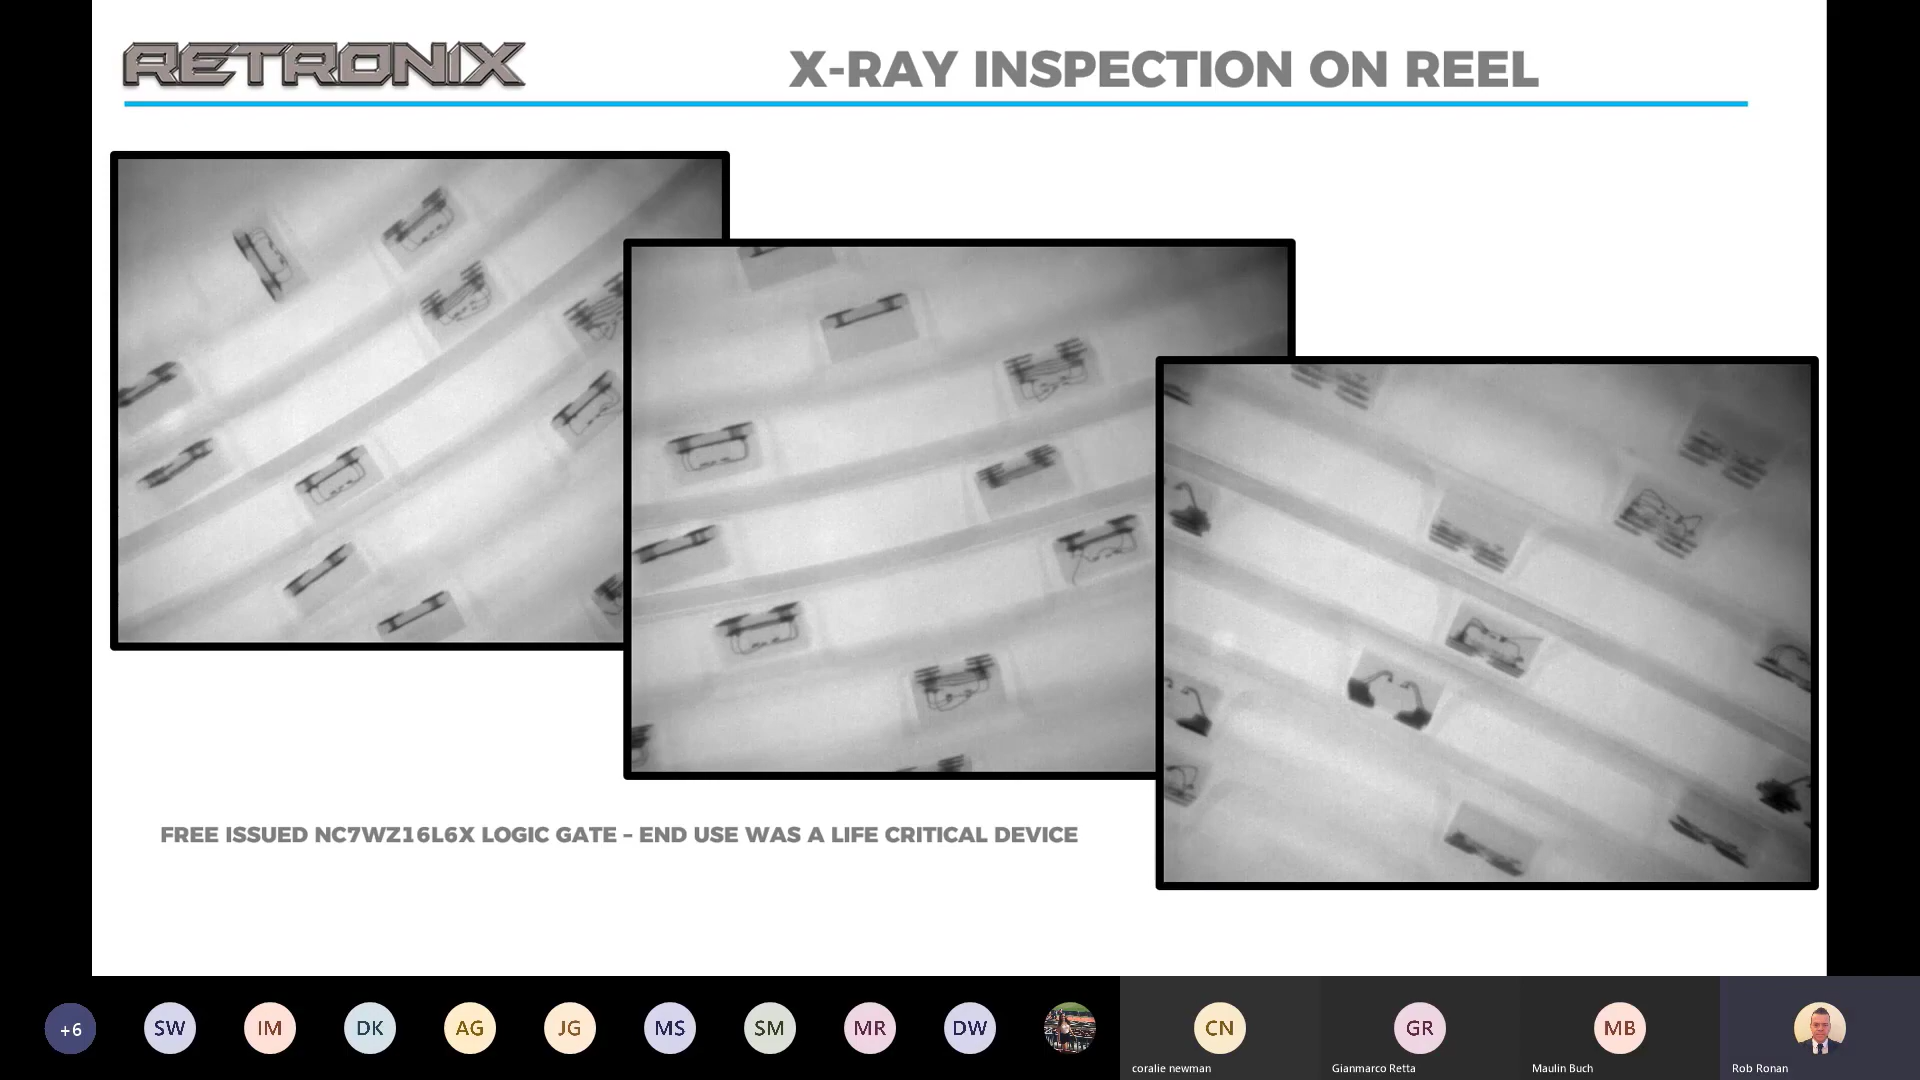 RETRONIX
X-RAY INSPECTION ON REEL
FREE ISSUED NC7WZ16L6X LOGIC GATE – END USE WAS A LIFE CRITICAL DEVICE
+6
SW
IM
DK
AG
JG
MS
SM
MR
DW
CN
GR
MB
coralie newman
Gianmarco Retta
Maulin Buch
Rob Ronan